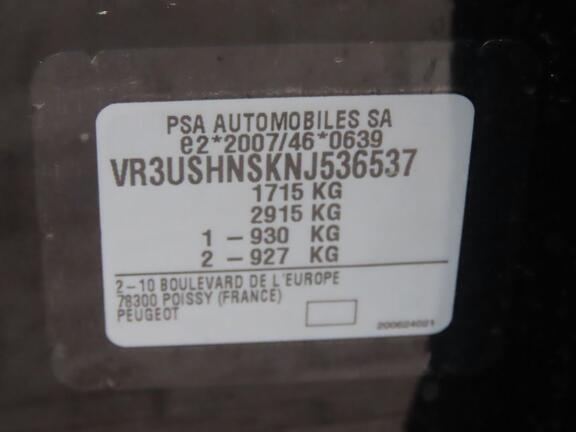 PSA AUTOMOBILES SA
e2*2007/46*0639
VR3USHNSKNJ536537
1715 KG
2915 KG
1 - 930 KG
2 - 927 KG
2-10 BOULEVARD DE L'EUROPE
78300 POISSY (FRANCE)
PEUGEOT
200624021